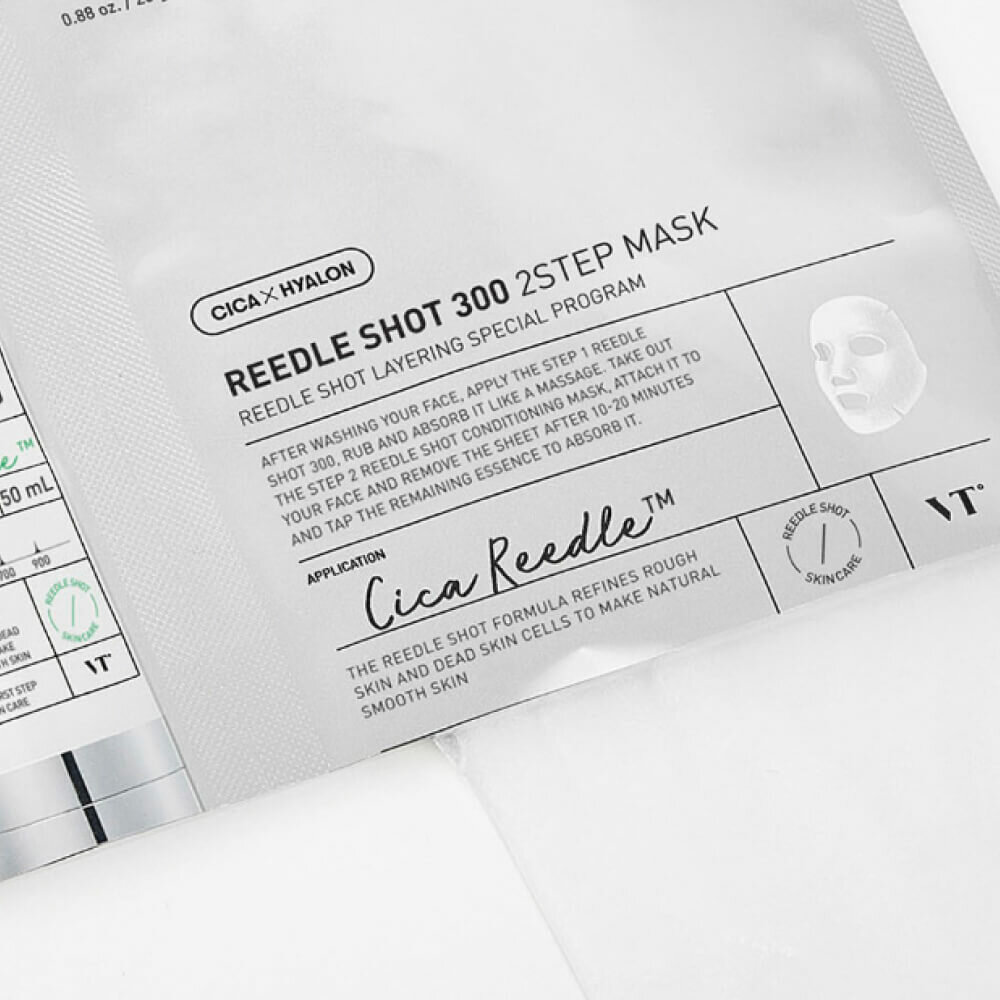 0.88 oz. /
CICA X HYALON
REEDLE SHOT 300 2STEP MASK
REEDLE SHOT LAYERING SPECIAL PROGRAM
AFTER WASHING YOUR FACE, APPLY THE STEP 1 REEDLE
SHOT 300, RUB AND ABSORB IT LIKE A MASSAGE. TAKE OUT
THE STEP 2 REEDLE SHOT CONDITIONING MASK, ATTACH IT TO
YOUR FACE AND REMOVE THE SHEET AFTER 10-20 MINUTES
AND TAP THE REMAINING ESSENCE TO ABSORB IT.
APPLICATION
Cica Reedle™
THE REEDLE SHOT FORMULA REFINES ROUGH
SKIN AND DEAD SKIN CELLS TO MAKE NATURAL
SMOOTH SKIN
REEDLE SHOT
SKINCARE
VT
50 mL
900
REEDLE SHOT
SKINCARE
VT